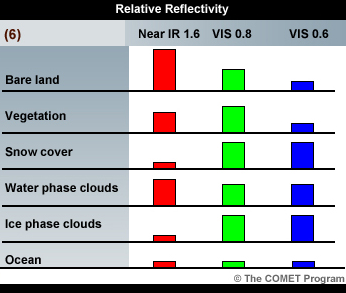 Relative Reflectivity
(6) Near IR 1.6 VIS 0.8 VIS 0.6
Bare land
Vegetation
Snow cover
Water phase clouds
Ice phase clouds
Ocean
© The COMET Program